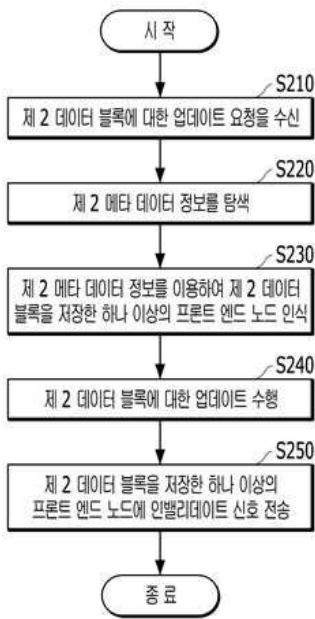 시작
S210
제 2 데이터 블록에 대한 업데이트 요청을 수신
S220
제 2 메타 데이터 정보를 탐색
S230
제 2 메타 데이터 정보를 이용하여 제 2 데이터
블록을 저장한 하나 이상의 프론트 엔드 노드 인식
S240
제 2 데이터 블록에 대한 업데이트 수행
S250
제 2 데이터 블록을 저장한 하나 이상의
프론트 엔드 노드에 인밸리데이트 신호 전송
종료